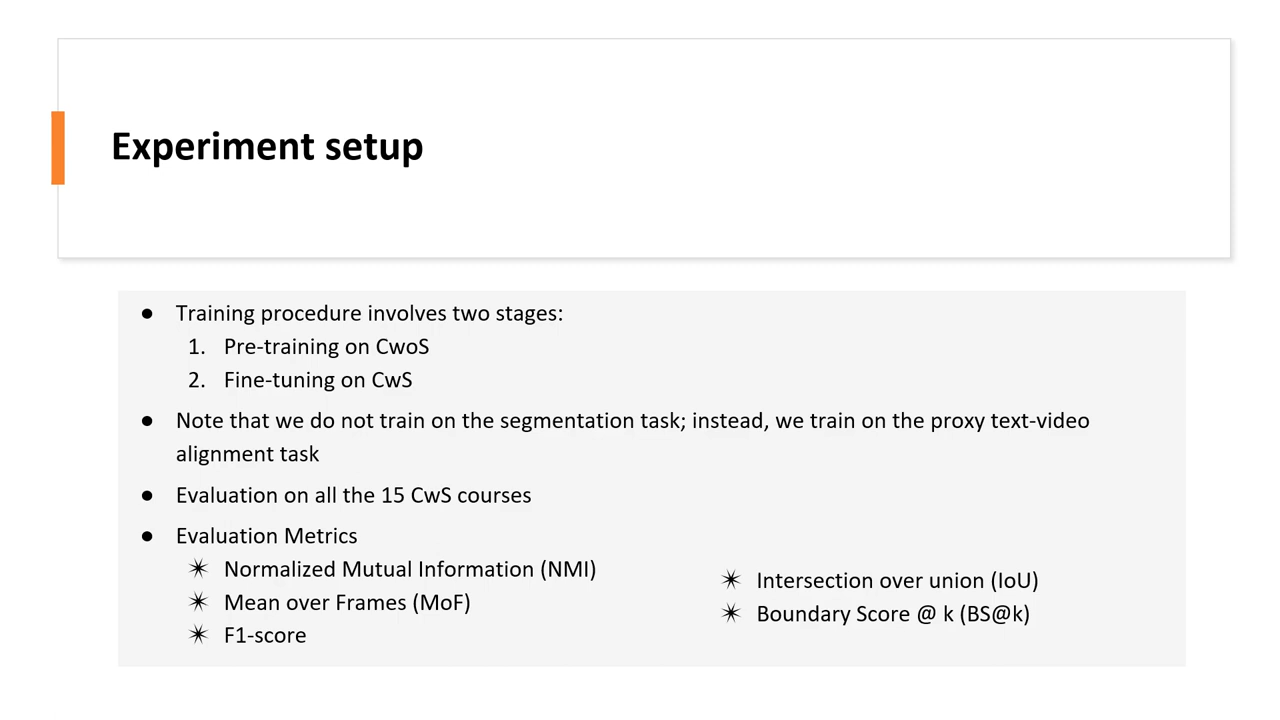 Experiment setup
● Training procedure involves two stages:
1. Pre-training on CwoS
2. Fine-tuning on CwS
● Note that we do not train on the segmentation task; instead, we train on the proxy text-video
alignment task
● Evaluation on all the 15 CwS courses
● Evaluation Metrics
✴ Normalized Mutual Information (NMI)
✴ Mean over Frames (MoF)
✴ F1-score
✴ Intersection over union (IoU)
✴ Boundary Score @ k (BS@k)